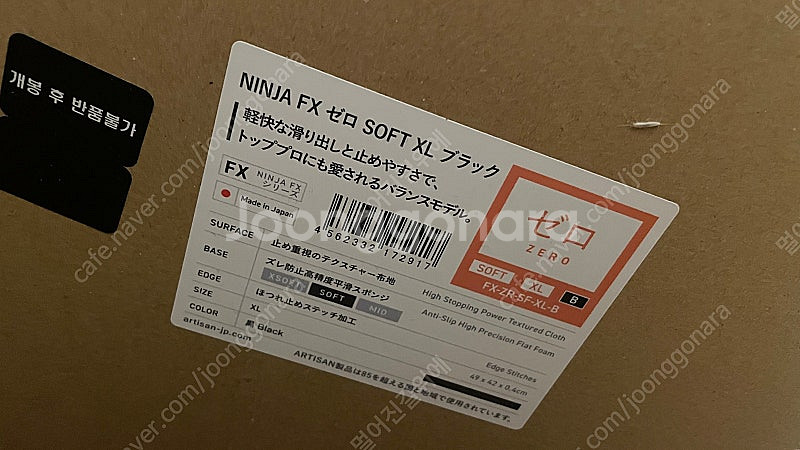 개봉 후 반품불가
NINJA FX ゼロ SOFT XL ブラック
軽快な滑り出しと止めやすさで、
トッププロにも愛されるバランスモデル。
FX NINJA FX シリーズ
Made in Japan
4 562332 172917
ゼロ
ZERO
SOFT XL
FX-ZR-SF-XL-B B
SURFACE 止め重視のテクスチャー布地 High Stopping Power Textured Cloth
BASE ズレ防止高精度平滑スポンジ Anti-Slip High Precision Flat Foam
XSOFT SOFT MID
EDGE ほつれ止めステッチ加工 Edge Stitches
SIZE XL 49 x 42 x 0.4cm
COLOR 黒 Black
artisan-jp.com
ARTISAN製品は85を超える国と地域で使用されています。
joonggonara
cafe.naver.com/joonggonara